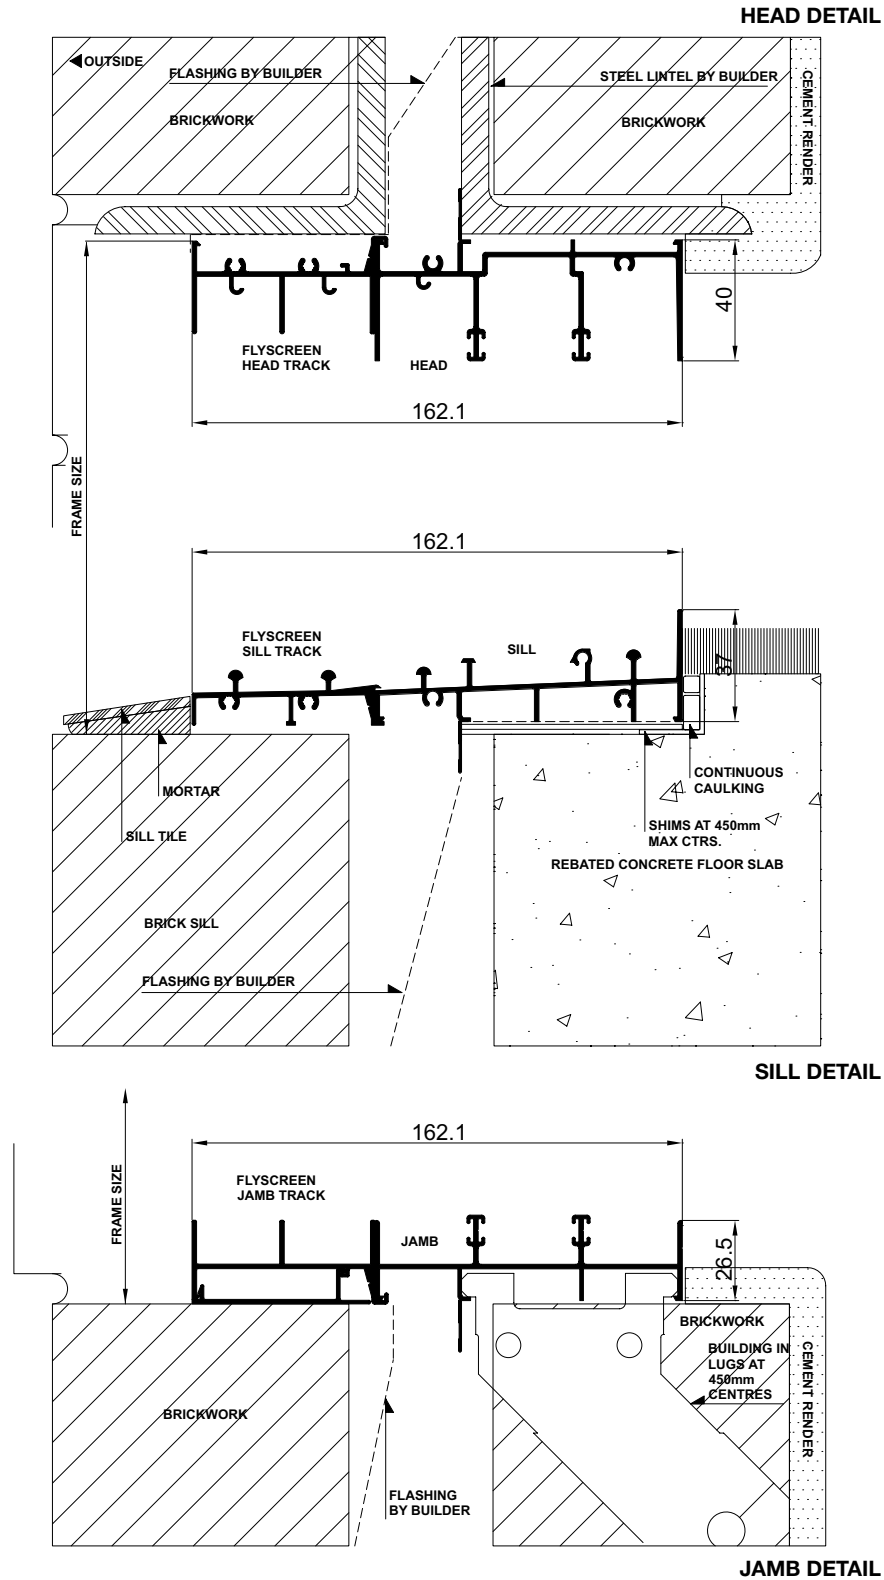 HEAD DETAIL
OUTSIDE
FLASHING BY BUILDER
STEEL LINTEL BY BUILDER
BRICKWORK
BRICKWORK
CEMENT RENDER
40
FLYSCREEN
HEAD TRACK
HEAD
162.1
FRAME SIZE
162.1
FLYSCREEN
SILL TRACK
SILL
37
MORTAR
SILL TILE
CONTINUOUS
CAULKING
SHIMS AT 450mm
MAX CTRS.
REBATED CONCRETE FLOOR SLAB
BRICK SILL
FLASHING BY BUILDER
SILL DETAIL
162.1
FRAME SIZE
FLYSCREEN
JAMB TRACK
JAMB
26.5
BRICKWORK
BUILDING IN
LUGS AT
450mm
CENTRES
CEMENT RENDER
BRICKWORK
FLASHING
BY BUILDER
JAMB DETAIL